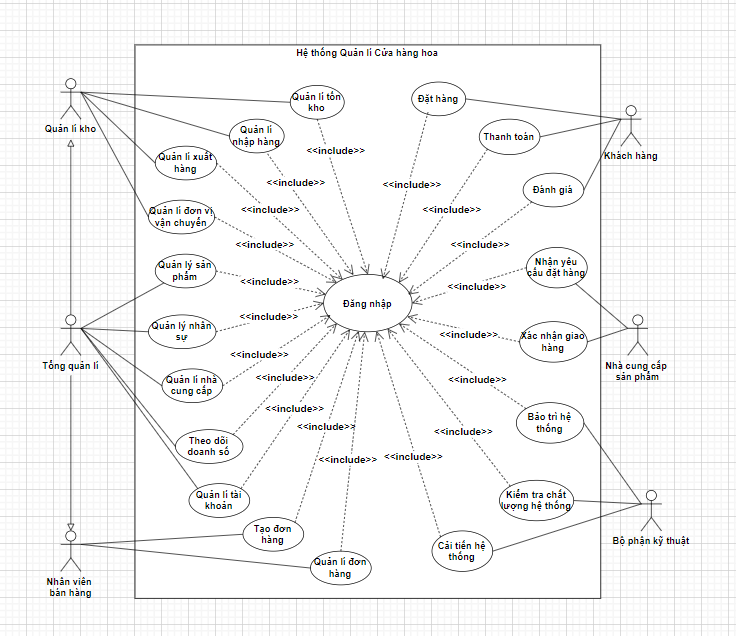 Hệ thống Quản lí Cửa hàng hoa
Quản lí kho
Quản lí tồn
kho
Quản lí
nhập hàng
Quản lí xuất
hàng
Quản lí đơn vị
vận chuyển
Đặt hàng
Thanh toán
Đánh giá
Khách hàng
<<include>>
<<include>>
<<include>>
<<include>>
<<include>>
<<include>>
<<include>>
Quản lý sản
phẩm
Quản lý nhân
sự
Quản lí nhà
cung cấp
Theo dõi
doanh số
Quản lí tài
khoản
Tổng quản lí
Đăng nhập
<<include>>
<<include>>
<<include>>
<<include>>
<<include>>
<<include>>
<<include>>
Nhận yêu
cầu đặt hàng
Xác nhận giao
hàng
Nhà cung cấp
sản phẩm
<<include>>
<<include>>
<<include>>
<<include>>
<<include>>
Bảo trì hệ
thống
Kiểm tra chất
lượng hệ thống
Cải tiến hệ
thống
Bộ phận kỹ thuật
Tạo đơn
hàng
Quản lí đơn
hàng
Nhân viên
bán hàng